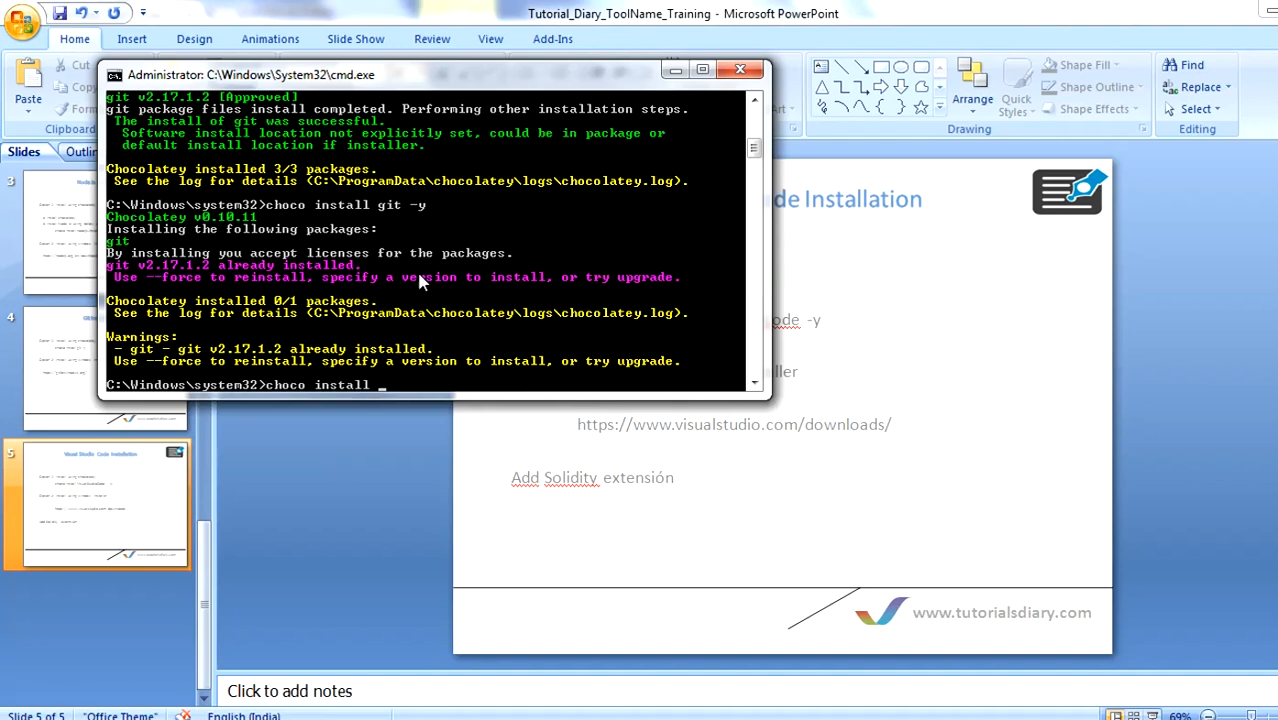 Tutorial_Diary_ToolName_Training - Microsoft PowerPoint
Home Insert Design Animations Slide Show Review View Add-Ins
Cut
Paste
Clipboard
Arrange
Quick Styles
Shape Fill
Shape Outline
Shape Effects
Drawing
Find
Replace
Select
Editing
Slides
Administrator: C:\Windows\System32\cmd.exe
git v2.17.1.2 [Approved]
git package files install completed. Performing other installation steps.
The install of git was successful.
Software install location not explicitly set, could be in package or
default install location if installer.
Chocolatey installed 3/3 packages.
See the log for details (C:\ProgramData\chocolatey\logs\chocolatey.log).
C:\Windows\system32>choco install git -y
Chocolatey v0.10.11
Installing the following packages:
git
By installing you accept licenses for the packages.
git v2.17.1.2 already installed.
Use --force to reinstall, specify a version to install, or try upgrade.
Chocolatey installed 0/1 packages.
See the log for details (C:\ProgramData\chocolatey\logs\chocolatey.log).
Warnings:
- git - git v2.17.1.2 already installed.
Use --force to reinstall, specify a version to install, or try upgrade.
C:\Windows\system32>choco install _
3
4
5
Visual Studio Code Installation
de Installation
ode -y
ller
https://www.visualstudio.com/downloads/
Add Solidity extensión
www.tutorialsdiary.com
Click to add notes
Slide 5 of 5
"Office Theme"
English (India)
69%